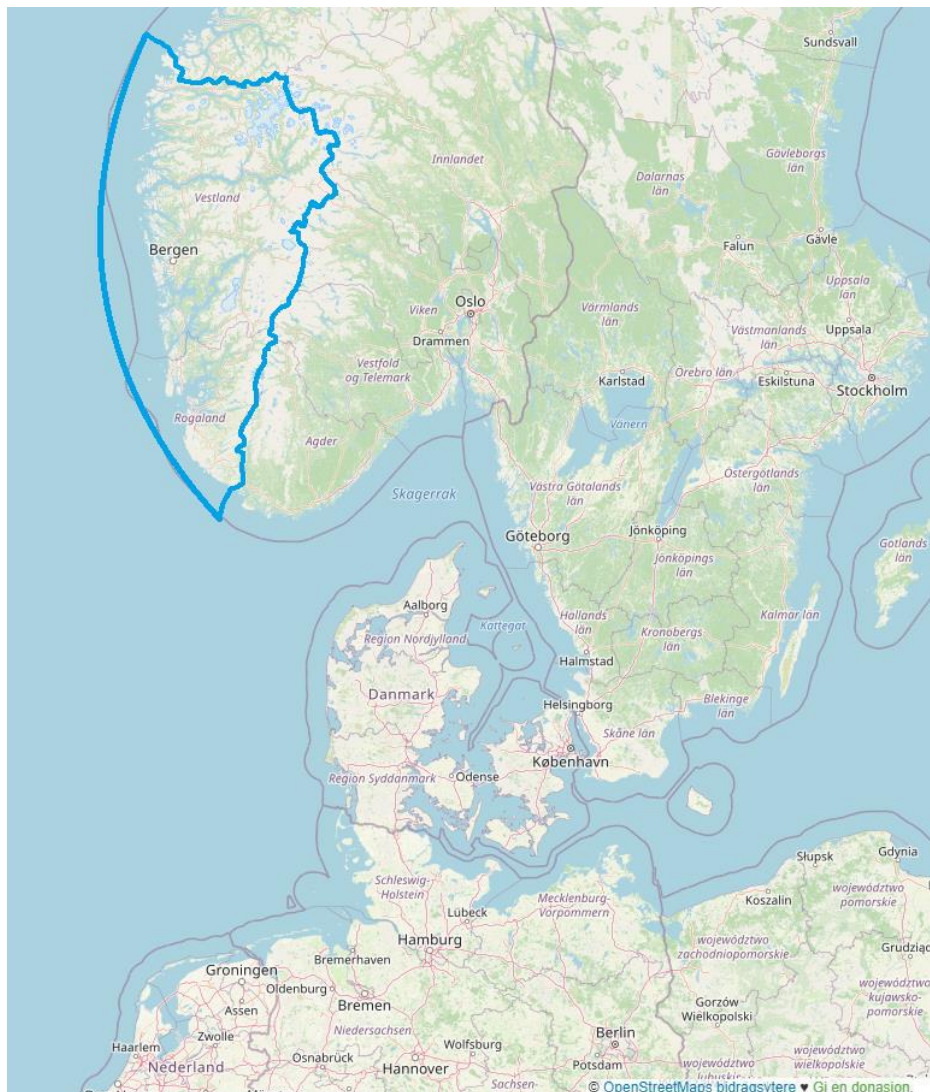 Sundsvall
Innlandet
Gävleborgs
län
Dalarnas
län
Vestland
Bergen
Falun
Gävle
Uppsala
län
Oslo
Viken
Drammen
Värmlands
län
Västmanlands
län
Uppsala
Vestfold
og Telemark
Karlstad
Örebro län
Eskilstuna
Stockholm
Rogaland
Agder
Vänern
Östergötlands
län
Skagerrak
Västra Götalands
län
Göteborg
Jönköping
Gotlands
län
Jönköpings
län
Aalborg
Kattegat
Hallands
län
Kronobergs
län
Kalmar län
Region Nordjylland
Halmstad
Danmark
Helsingborg
Blekinge
län
Skåne län
København
Region Syddanmark
Odense
Słupsk
Gdynia
Schleswig-
Holstein
Mecklenburg-
Vorpommern
Koszalin
województwo
pomorskie
Lübeck
Hamburg
Bremerhaven
województwo
zachodniopomorskie
Grudziąd
Groningen
Oldenburg
Assen
Bremen
Gorzów
Wielkopolski
województwo
kujawsko-
pomorskie
Zwolle
Niedersachsen
Berlin
Haarlem
Nederland
Osnabrück
Wolfsburg
Hannover
Potsdam
województwo
lubuskie
województwo
wielkopolskie
Sachsen-
© OpenStreetMaps bidragsytere ♥ Gi en donasjon.